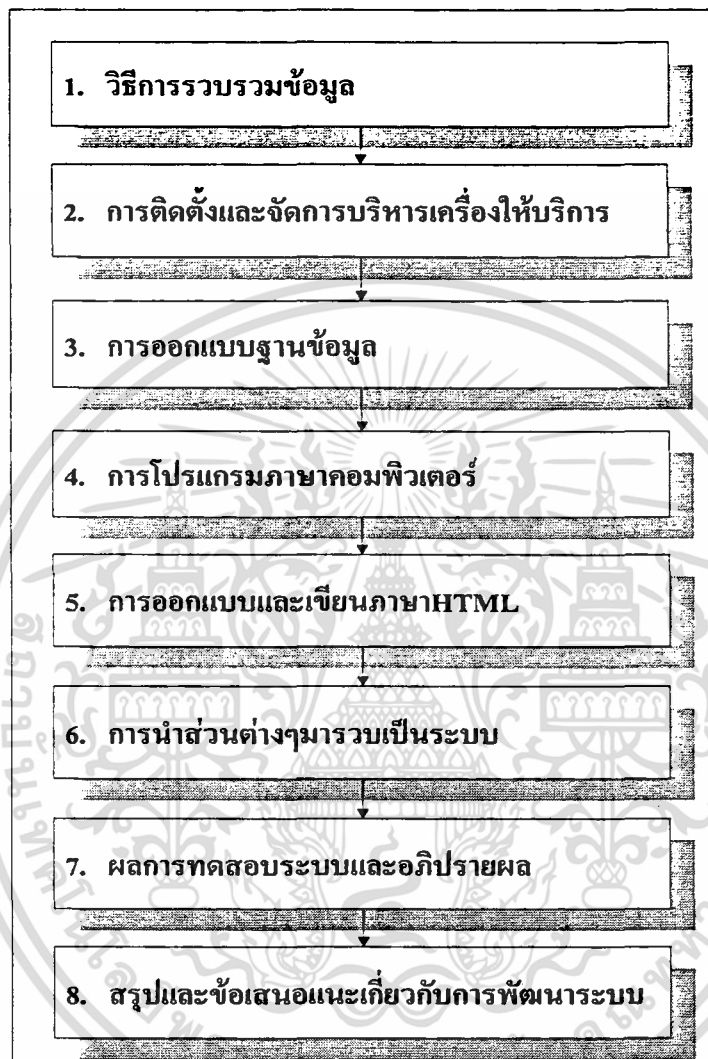 1. วิธีการรวบรวมข้อมูล
2. การติดตั้งและจัดการบริหารเครื่องให้บริการ
3. การออกแบบฐานข้อมูล
4. การโปรแกรมภาษาคอมพิวเตอร์
5. การออกแบบและเขียนภาษาHTML
6. การนำส่วนต่างๆมารวบเป็นระบบ
7. ผลการทดสอบระบบและอภิปรายผล
8. สรุปและข้อเสนอแนะเกี่ยวกับการพัฒนาระบบ